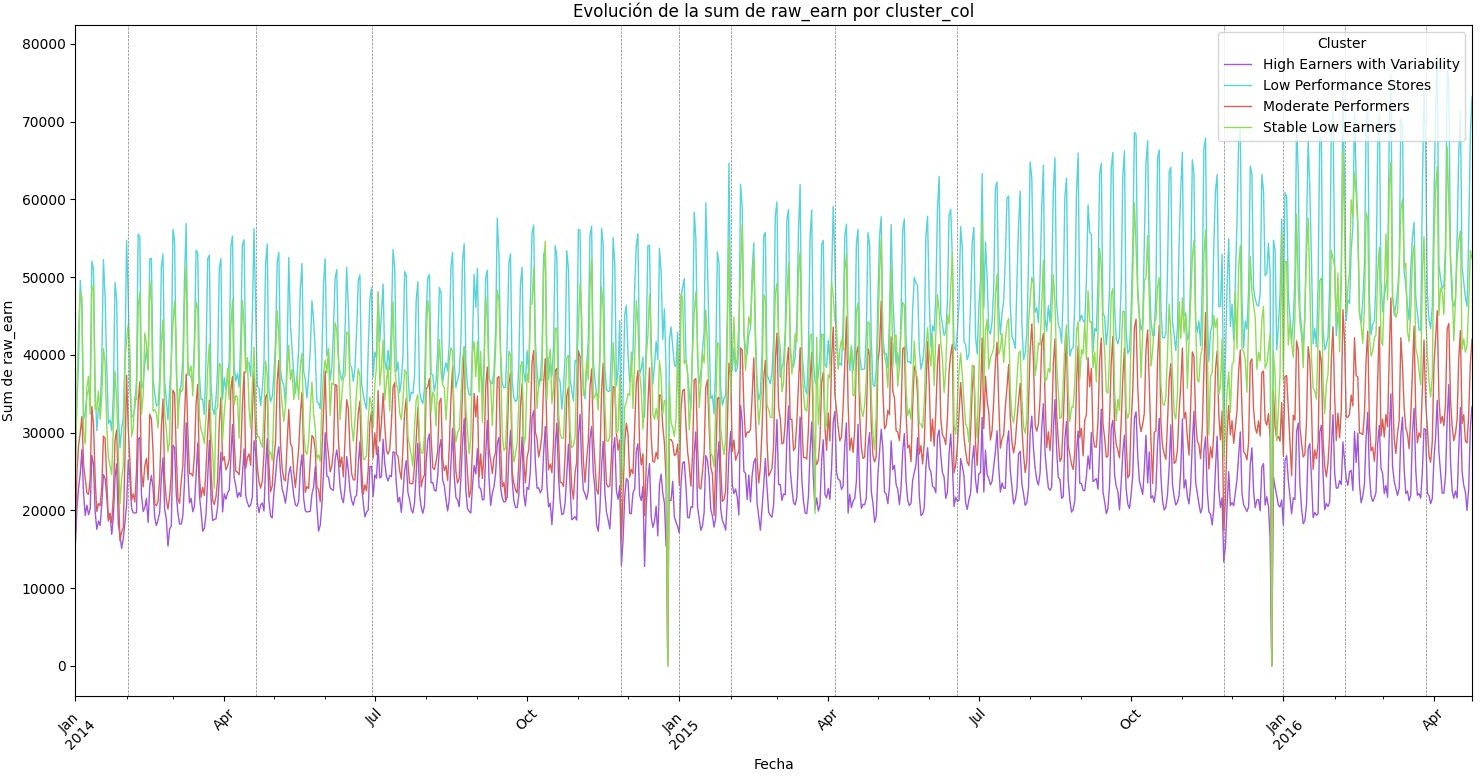 Evolución de la sum de raw_earn por cluster_col
Cluster
High Earners with Variability
Low Performance Stores
Moderate Performers
Stable Low Earners
Sum de raw_earn
80000
70000
60000
50000
40000
30000
20000
10000
0
Jan
2014
Apr
Jul
Oct
Jan
2015
Apr
Jul
Oct
Jan
2016
Apr
Fecha